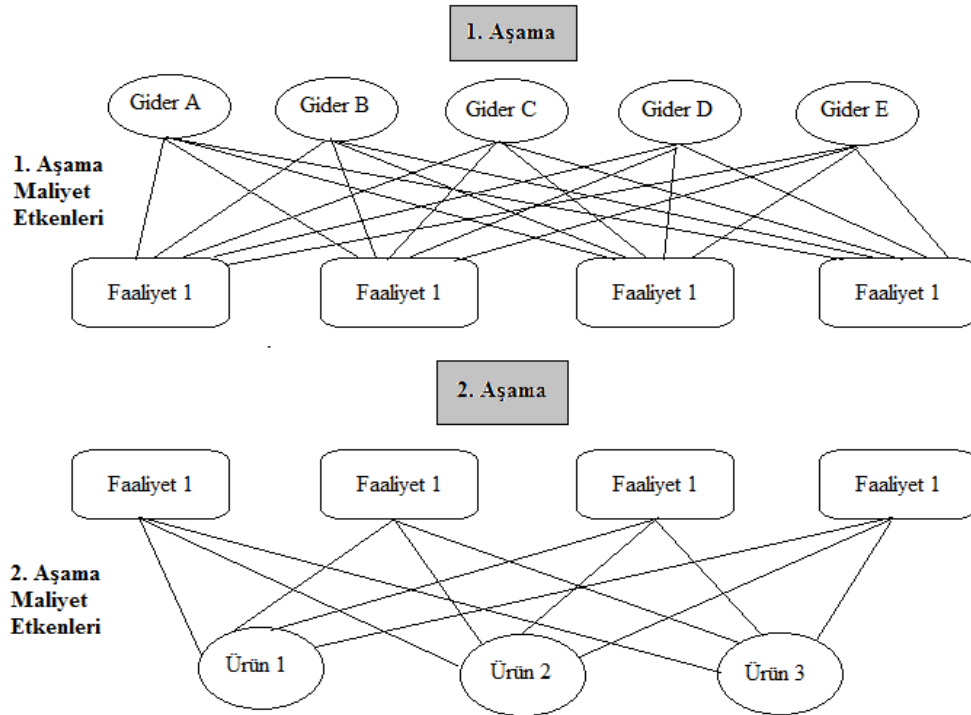 1. Aşama
Gider A
Gider B
Gider C
Gider D
Gider E
1. Aşama
Maliyet
Etkenleri
Faaliyet 1
Faaliyet 1
Faaliyet 1
Faaliyet 1
2. Aşama
Faaliyet 1
Faaliyet 1
Faaliyet 1
Faaliyet 1
2. Aşama
Maliyet
Etkenleri
Ürün 1
Ürün 2
Ürün 3